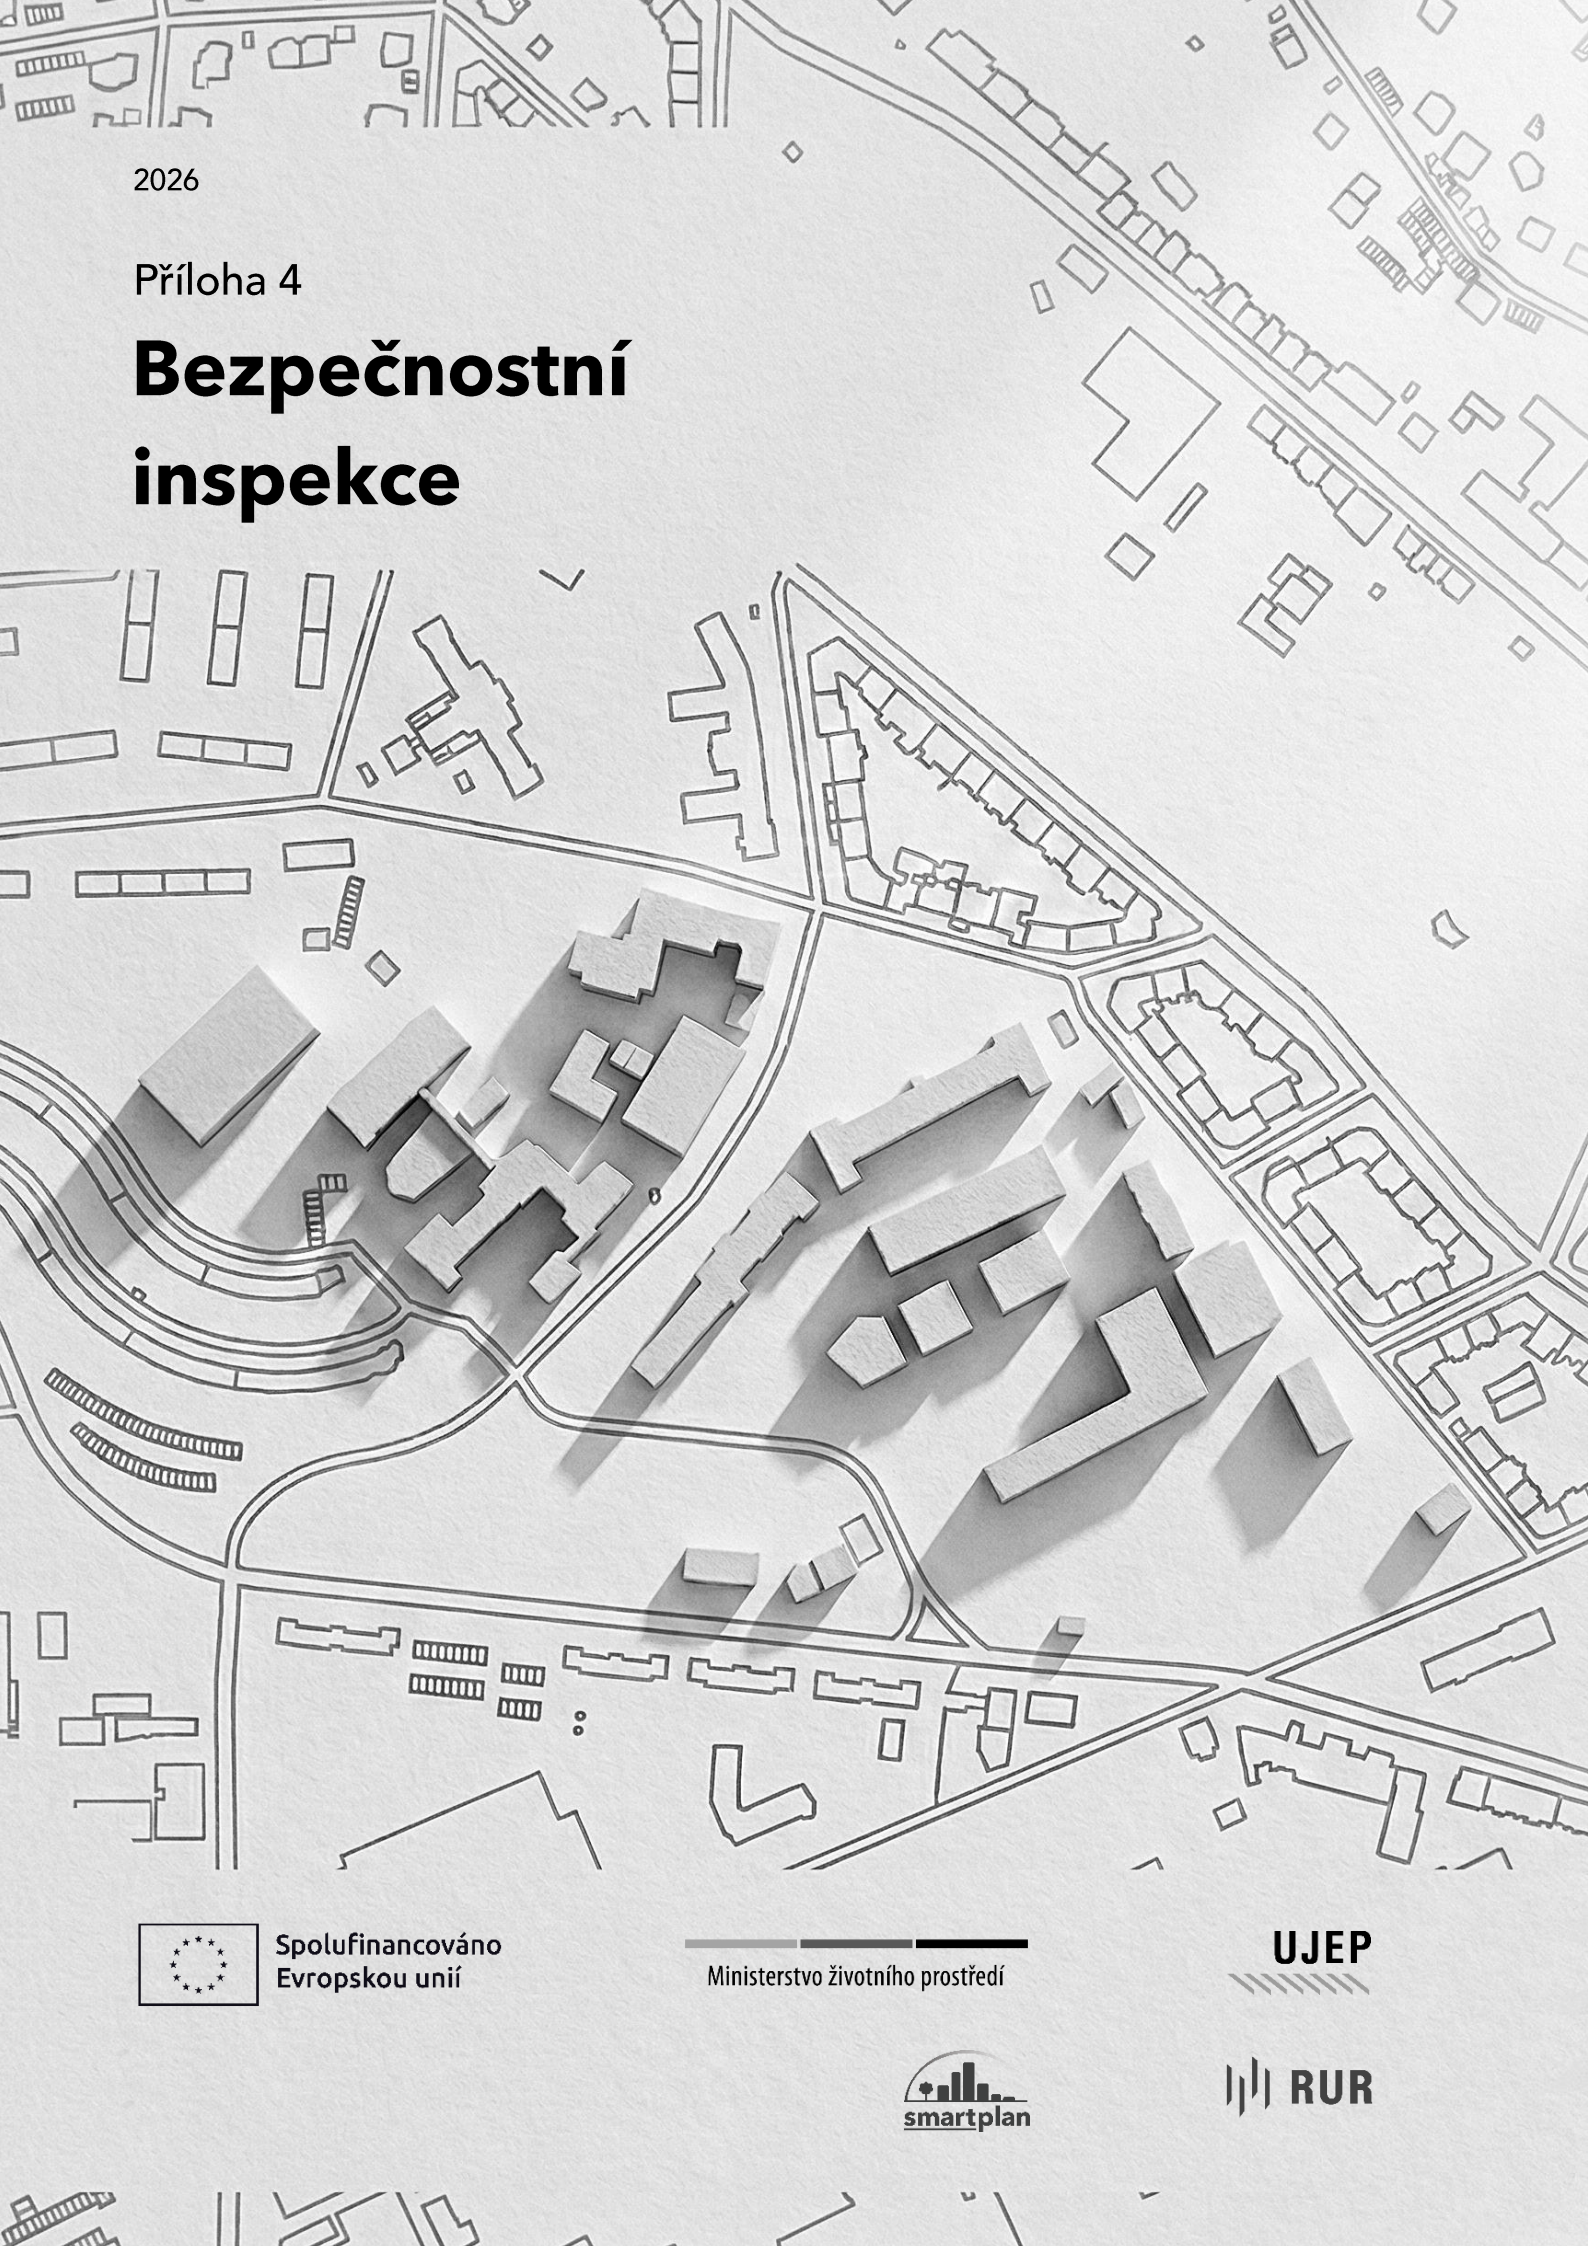 2026
Příloha 4
Bezpečnostní
inspekce
Spolufinancováno
Evropskou unií
Ministerstvo životního prostředí
UJEP
smartplan
RUR